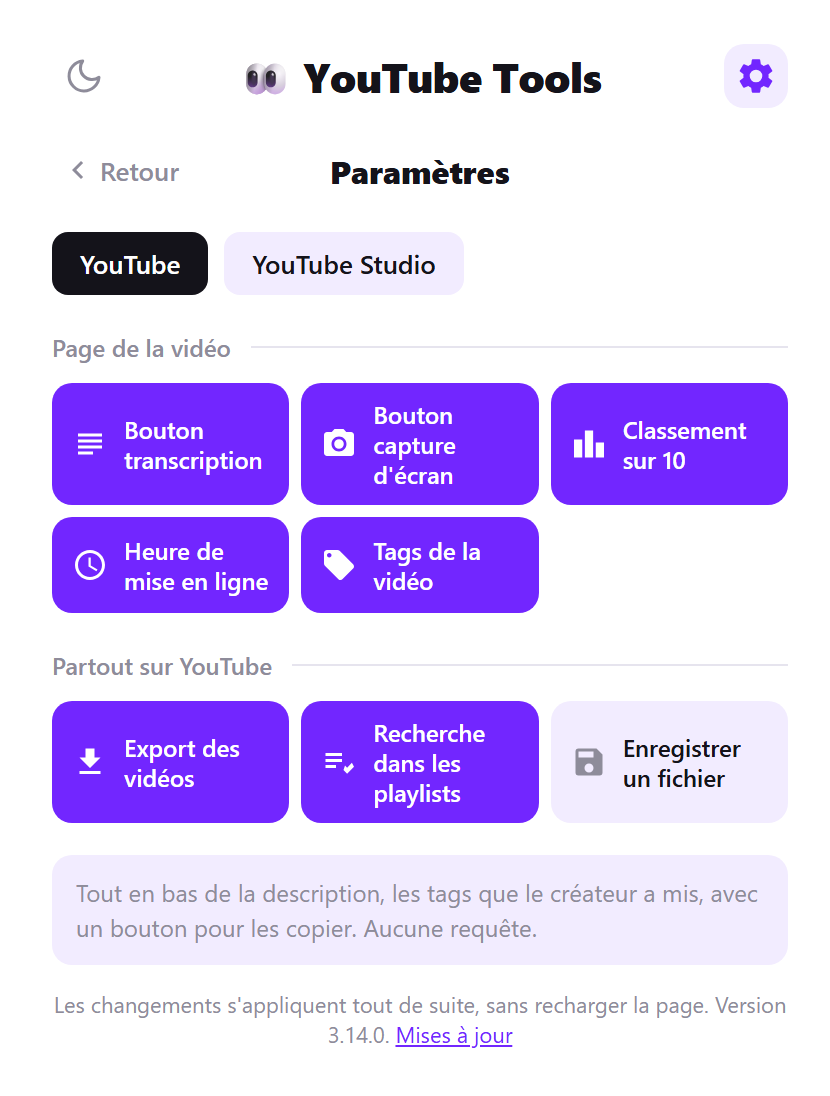 👀 YouTube Tools
Retour
Paramètres
YouTube
YouTube Studio
Page de la vidéo
Bouton
transcription
Bouton
capture
d'écran
Classement
sur 10
Heure de
mise en ligne
Tags de la
vidéo
Partout sur YouTube
Export des
vidéos
Recherche
dans les
playlists
Enregistrer
un fichier
Tout en bas de la description, les tags que le créateur a mis, avec
un bouton pour les copier. Aucune requête.
Les changements s'appliquent tout de suite, sans recharger la page. Version
3.14.0. Mises à jour